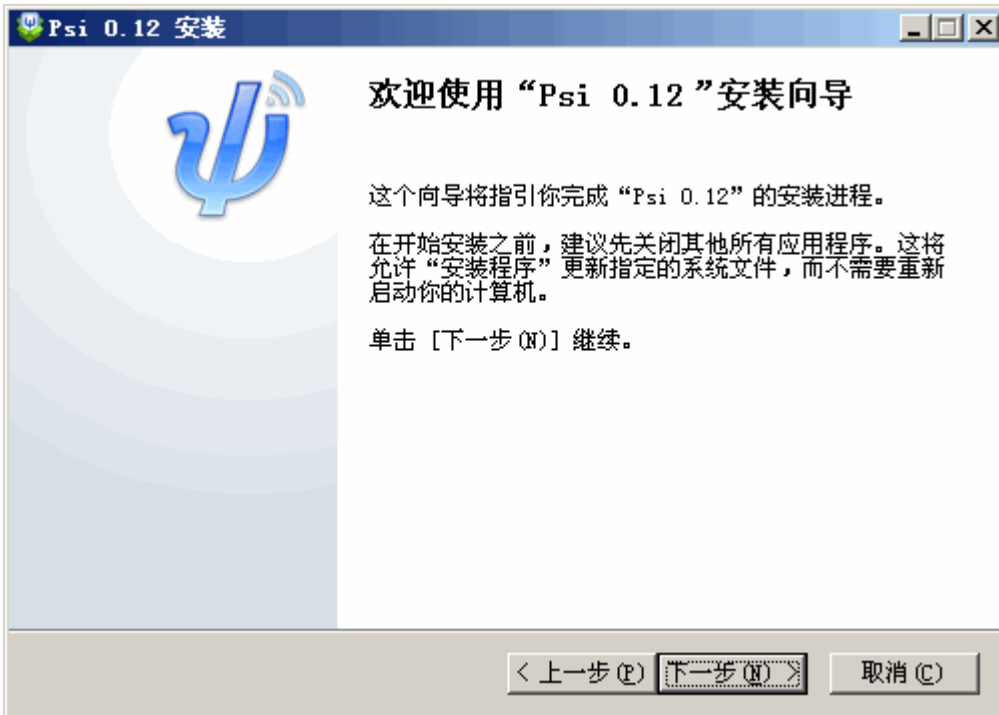 Psi 0.12 安装
欢迎使用“Psi 0.12”安装向导
这个向导将指引你完成“Psi 0.12”的安装进程。
在开始安装之前，建议先关闭其他所有应用程序。这将
允许“安装程序”更新指定的系统文件，而不需要重新
启动你的计算机。
单击 [下一步(N)] 继续。
< 上一步(P) 下一步(N) > 取消(C)